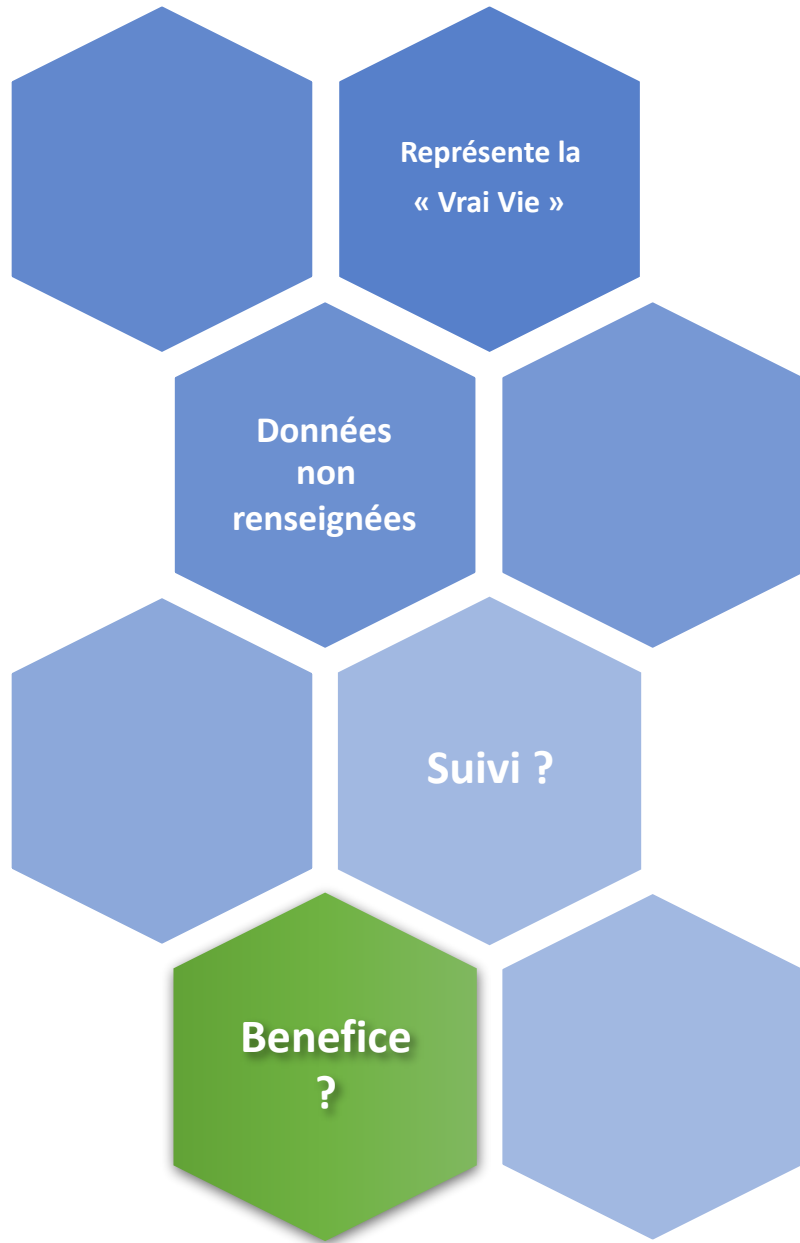 Représente la
« Vrai Vie »
Données
non
renseignées
Suivi ?
Benefice
?